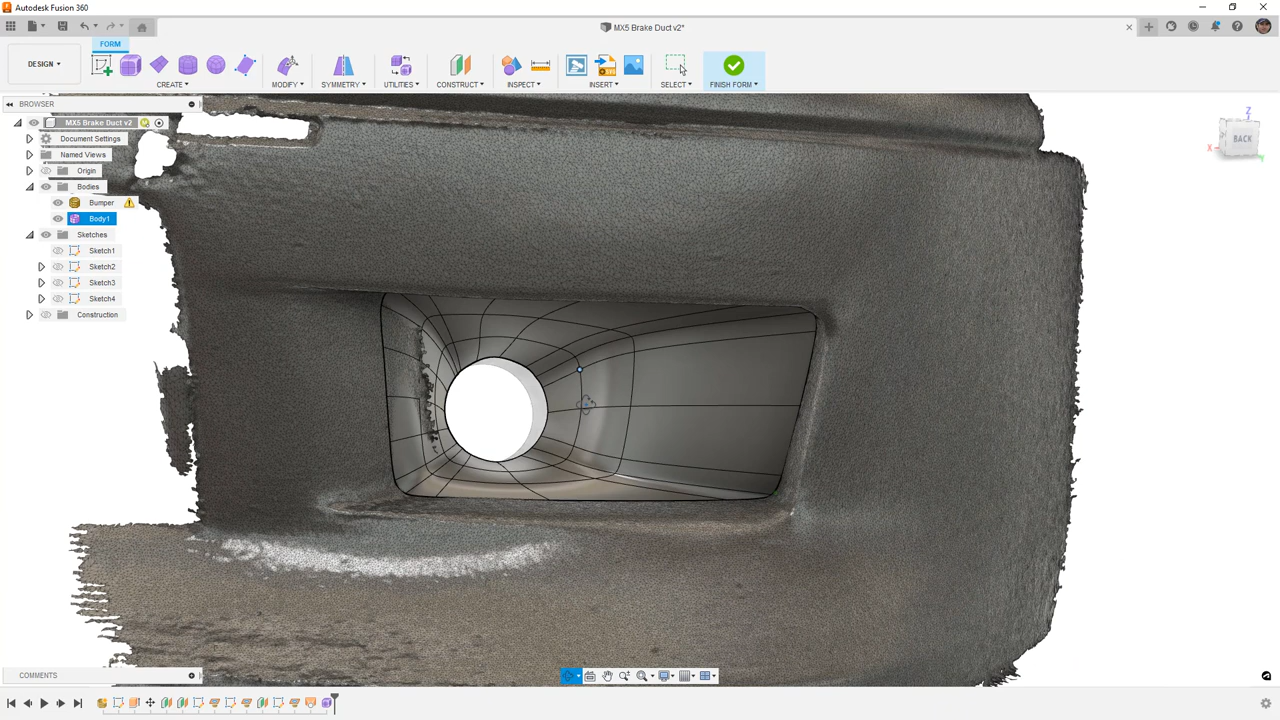 Autodesk Fusion 360
MX5 Brake Duct v2*
FORM
DESIGN
CREATE
MODIFY
SYMMETRY
UTILITIES
CONSTRUCT
INSPECT
INSERT
SELECT
FINISH FORM
BROWSER
MX5 Brake Duct v2
Document Settings
Named Views
Origin
Bodies
Bumper
Body1
Sketches
Sketch1
Sketch2
Sketch3
Sketch4
Construction
Z
BACK
X
Y
COMMENTS